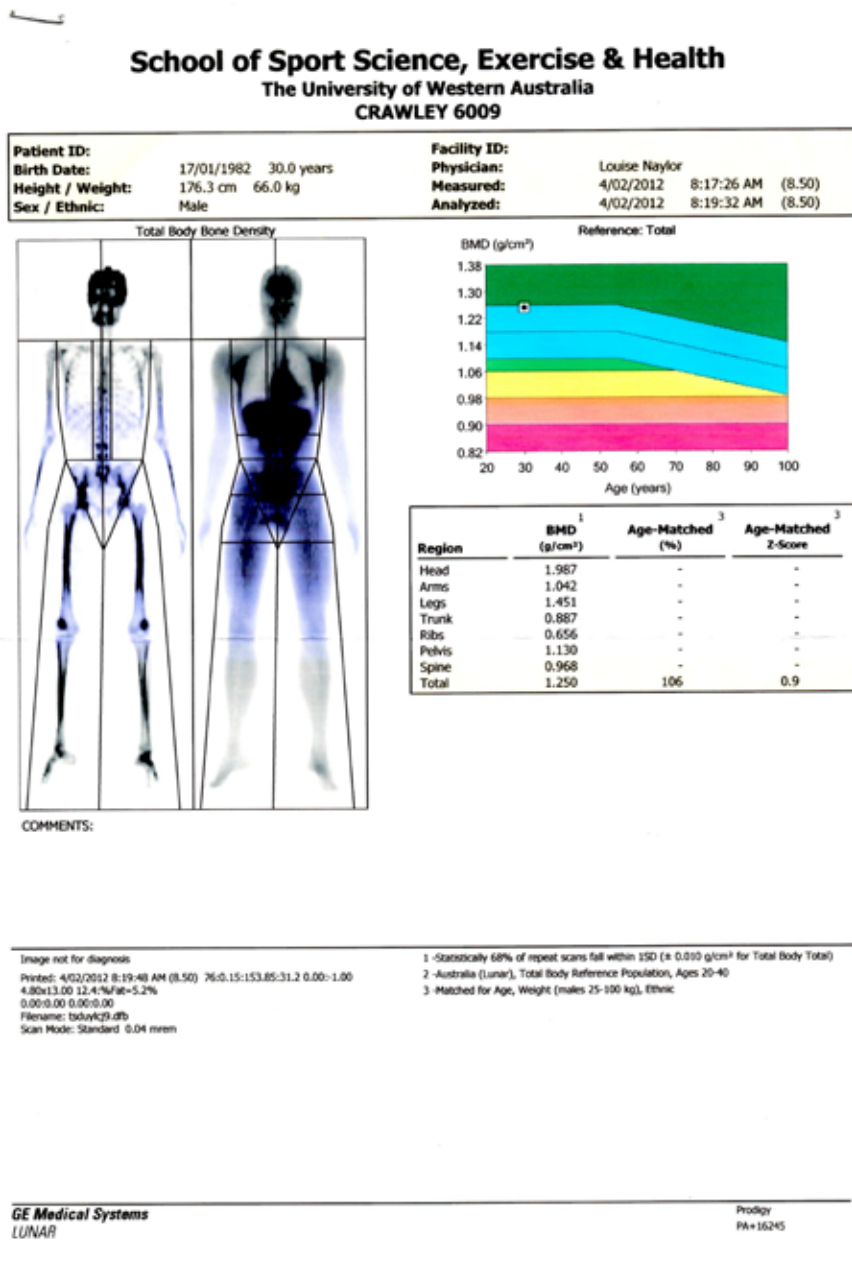 School of Sport Science, Exercise & Health
The University of Western Australia
CRAWLEY 6009
Patient ID:
Birth Date: 17/01/1982 30.0 years
Height / Weight: 176.3 cm 66.0 kg
Sex / Ethnic: Male
Facility ID:
Physician: Louise Naylor
Measured: 4/02/2012 8:17:26 AM (8.50)
Analyzed: 4/02/2012 8:19:32 AM (8.50)
Total Body Bone Density
Reference: Total
BMD (g/cm²)
1.38
1.30
1.22
1.14
1.06
0.98
0.90
0.82
20 30 40 50 60 70 80 90 100
Age (years)
1 3 3
BMD Age-Matched Age-Matched
Region (g/cm²) (%) Z-Score
Head 1.987 - -
Arms 1.042 - -
Legs 1.451 - -
Trunk 0.887 - -
Ribs 0.656 - -
Pelvis 1.130 - -
Spine 0.968 - -
Total 1.250 106 0.9
COMMENTS:
Image not for diagnosis
Printed: 4/02/2012 8:19:48 AM (8.50) 76:0.15:153.85:31.2 0.00:-1.00
4.80x13.00 12.4:%Fat=5.2%
0.00:0.00 0.00:0.00
Filename: tsduylcj9.dfb
Scan Mode: Standard 0.04 mrem
1 -Statistically 68% of repeat scans fall within 1SD (± 0.010 g/cm² for Total Body Total)
2 -Australia (Lunar), Total Body Reference Population, Ages 20-40
3 -Matched for Age, Weight (males 25-100 kg), Ethnic
GE Medical Systems
LUNAR
Prodigy
PA+16245